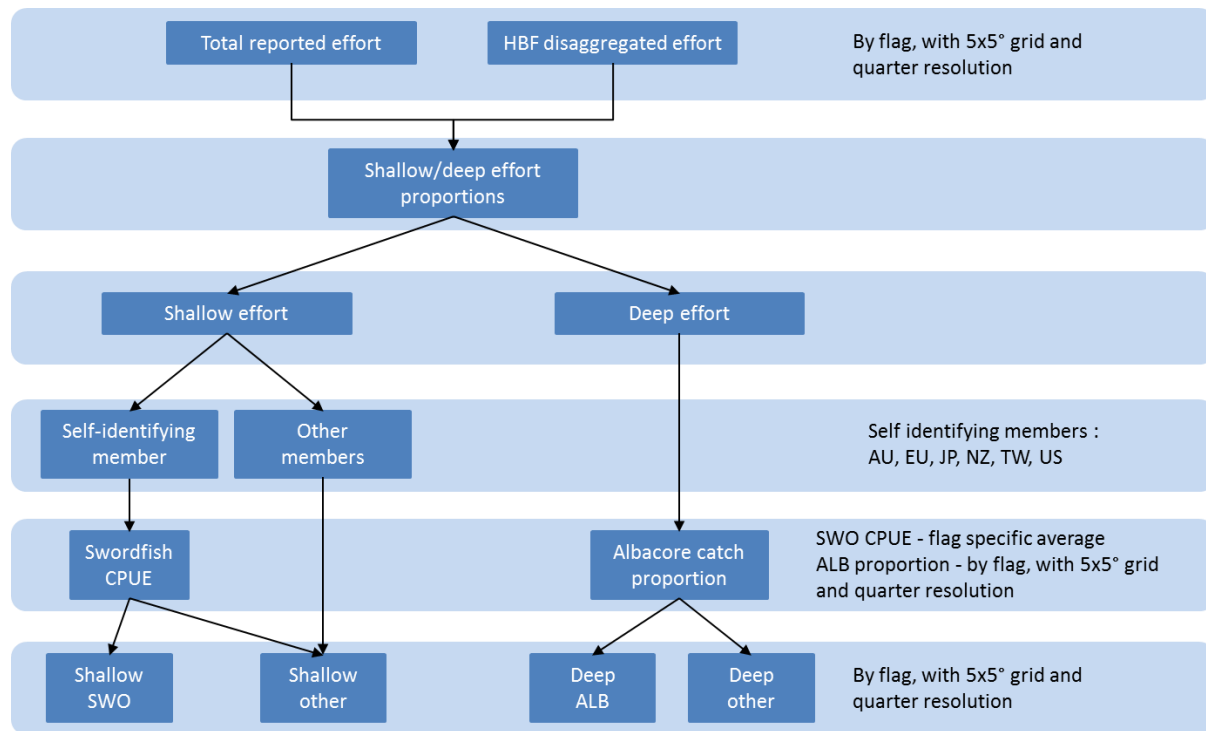 Total reported effort
HBF disaggregated effort
By flag, with 5x5° grid and
quarter resolution
Shallow/deep effort
proportions
Shallow effort
Deep effort
Self-identifying
member
Other
members
Self identifying members :
AU, EU, JP, NZ, TW, US
Swordfish
CPUE
Albacore catch
proportion
SWO CPUE - flag specific average
ALB proportion - by flag, with 5x5° grid
and quarter resolution
Shallow
SWO
Shallow
other
Deep
ALB
Deep
other
By flag, with 5x5° grid and
quarter resolution